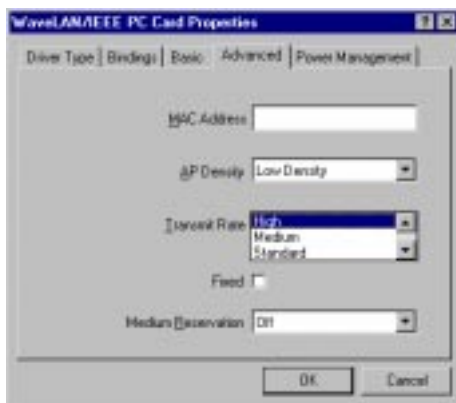 WaveLAN/IEEE PC Card Properties
Driver Type Bindings Basic Advanced Power Management
MAC Address
AP Density Low Density
Transmit Rate High
Medium
Standard
Fixed
Medium Reservation Off
OK Cancel